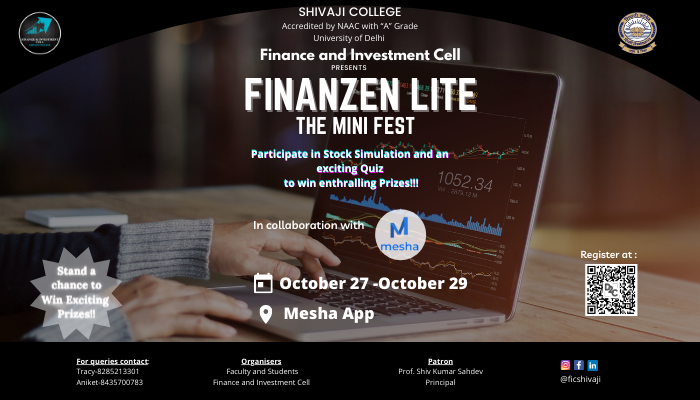 SHIVAJI COLLEGE
Accredited by NAAC with “A” Grade
University of Delhi
Finance and Investment Cell
PRESENTS
FINANZEN LITE
THE MINI FEST
Participate in Stock Simulation and an
exciting Quiz
to win enthralling Prizes!!!
1052.34
In collaboration with
mesha
October 27 -October 29
Mesha App
Stand a
chance to
Win Exciting
Prizes!!
Register at :
For queries contact:
Tracy-8285213301
Aniket-8435700783
Organisers
Faculty and Students
Finance and Investment Cell
Patron
Prof. Shiv Kumar Sahdev
Principal
@ficshivaji